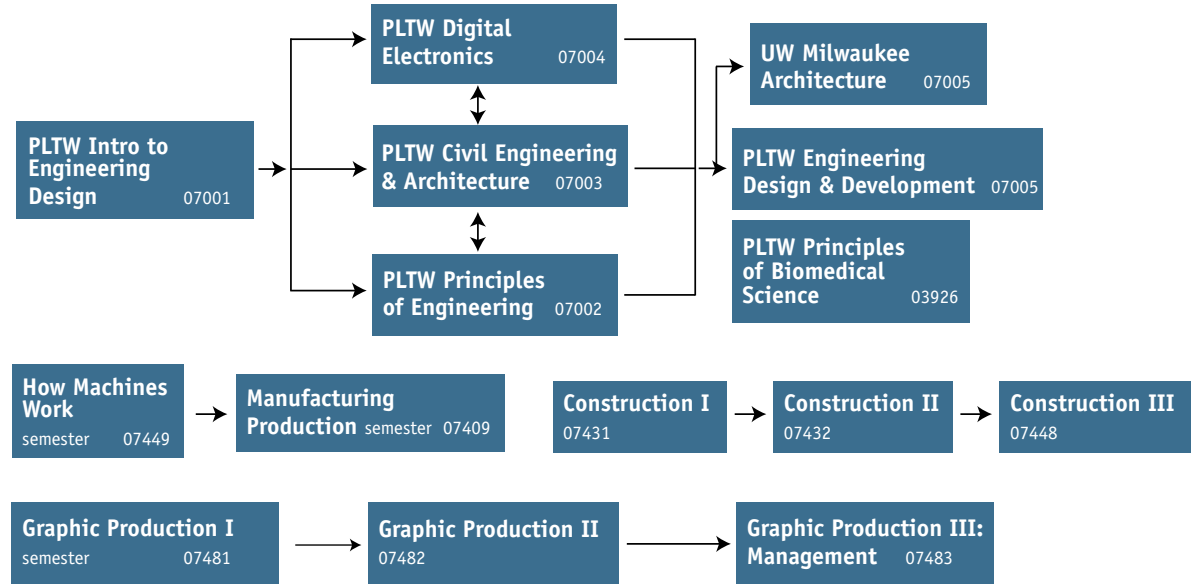 PLTW Digital
Electronics 07004
UW Milwaukee
Architecture 07005
PLTW Intro to
Engineering
Design 07001
PLTW Civil Engineering
& Architecture 07003
PLTW Engineering
Design & Development 07005
PLTW Principles
of Engineering 07002
PLTW Principles
of Biomedical
Science 03926
How Machines
Work
semester 07449
Manufacturing
Production semester 07409
Construction I
07431
Construction II
07432
Construction III
07448
Graphic Production I
semester 07481
Graphic Production II
07482
Graphic Production III:
Management 07483